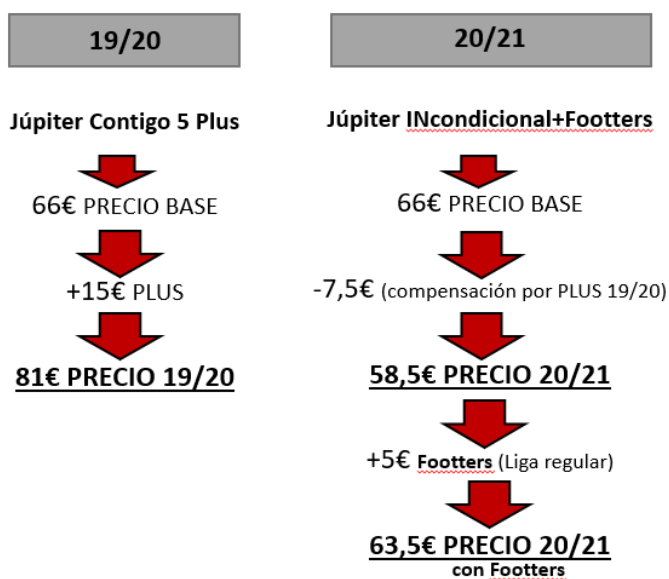 19/20
Júpiter Contigo 5 Plus
66€ PRECIO BASE
+15€ PLUS
81€ PRECIO 19/20
20/21
Júpiter INcondicional+Footters
66€ PRECIO BASE
-7,5€ (compensación por PLUS 19/20)
58,5€ PRECIO 20/21
+5€ Footters (Liga regular)
63,5€ PRECIO 20/21
con Footters